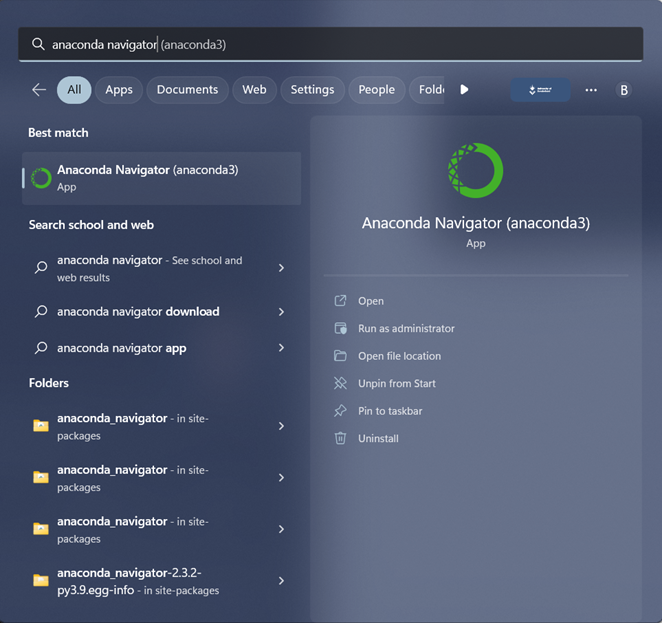 anaconda navigator (anaconda3)
All Apps Documents Web Settings People Folde B
Best match
Anaconda Navigator (anaconda3)
App
Search school and web
anaconda navigator - See school and
web results
anaconda navigator download
anaconda navigator app
Folders
anaconda_navigator - in site-
packages
anaconda_navigator - in site-
packages
anaconda_navigator - in site-
packages
anaconda_navigator-2.3.2-
py3.9.egg-info - in site-packages
Anaconda Navigator (anaconda3)
App
Open
Run as administrator
Open file location
Unpin from Start
Pin to taskbar
Uninstall